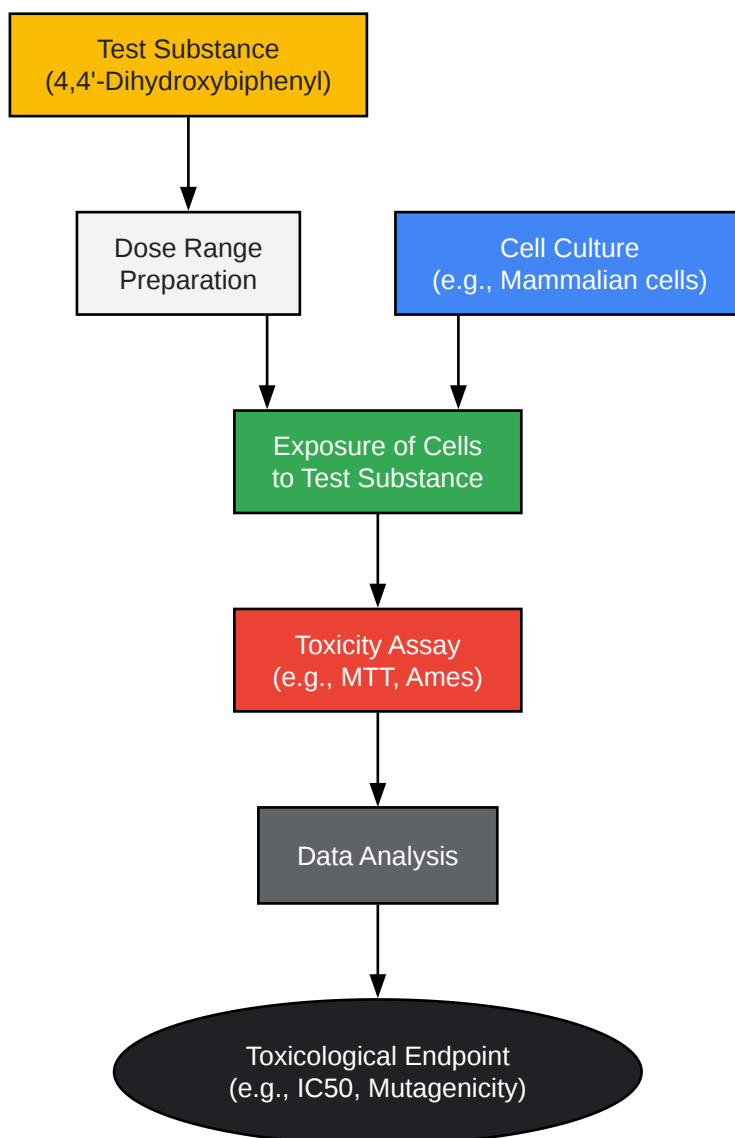 Test Substance
(4,4'-Dihydroxybiphenyl)
Dose Range
Preparation
Cell Culture
(e.g., Mammalian cells)
Exposure of Cells
to Test Substance
Toxicity Assay
(e.g., MTT, Ames)
Data Analysis
Toxicological Endpoint
(e.g., IC50, Mutagenicity)